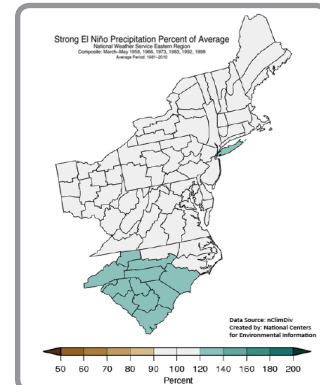 Strong El Niño Precipitation Percent of Average
National Weather Service Eastern Region
Composite: March–May 1958, 1966, 1973, 1983, 1992, 1998
Average Period: 1981–2010
Data Source: nClimDiv
Created by: National Centers
for Environmental Information
50 60 70 80 90 100 120 140 160 180 200
Percent